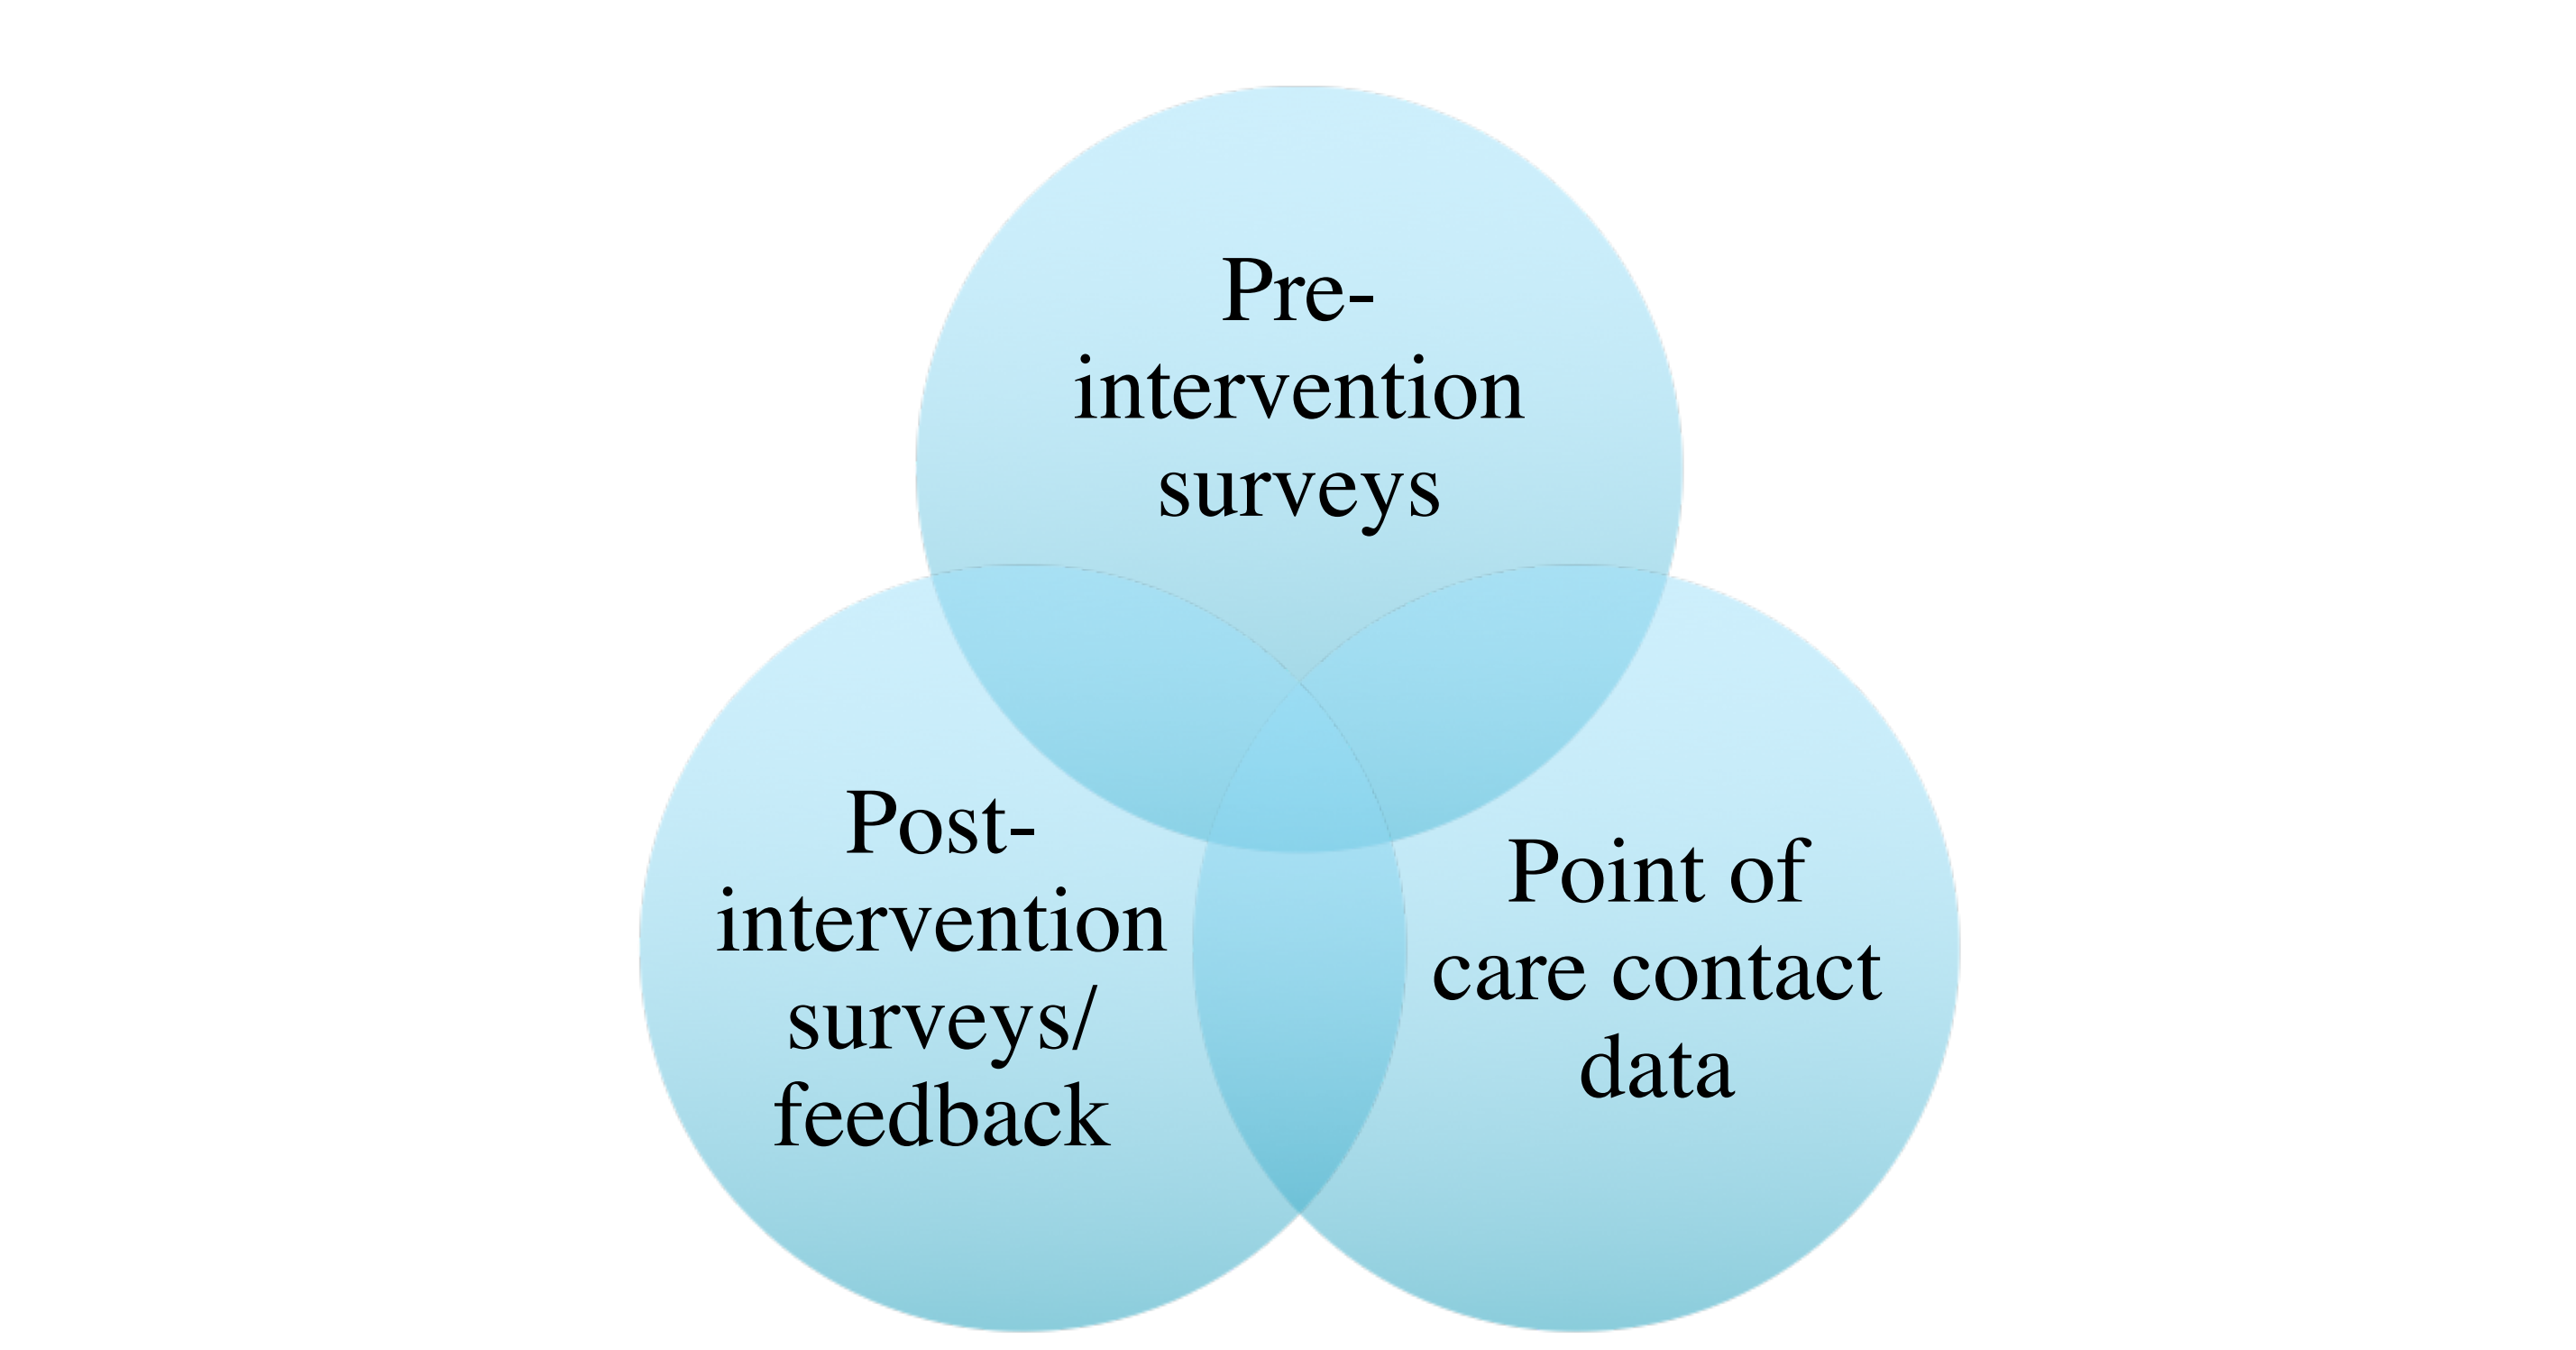 Pre-
intervention
surveys
Post-
intervention
surveys/
feedback
Point of
care contact
data